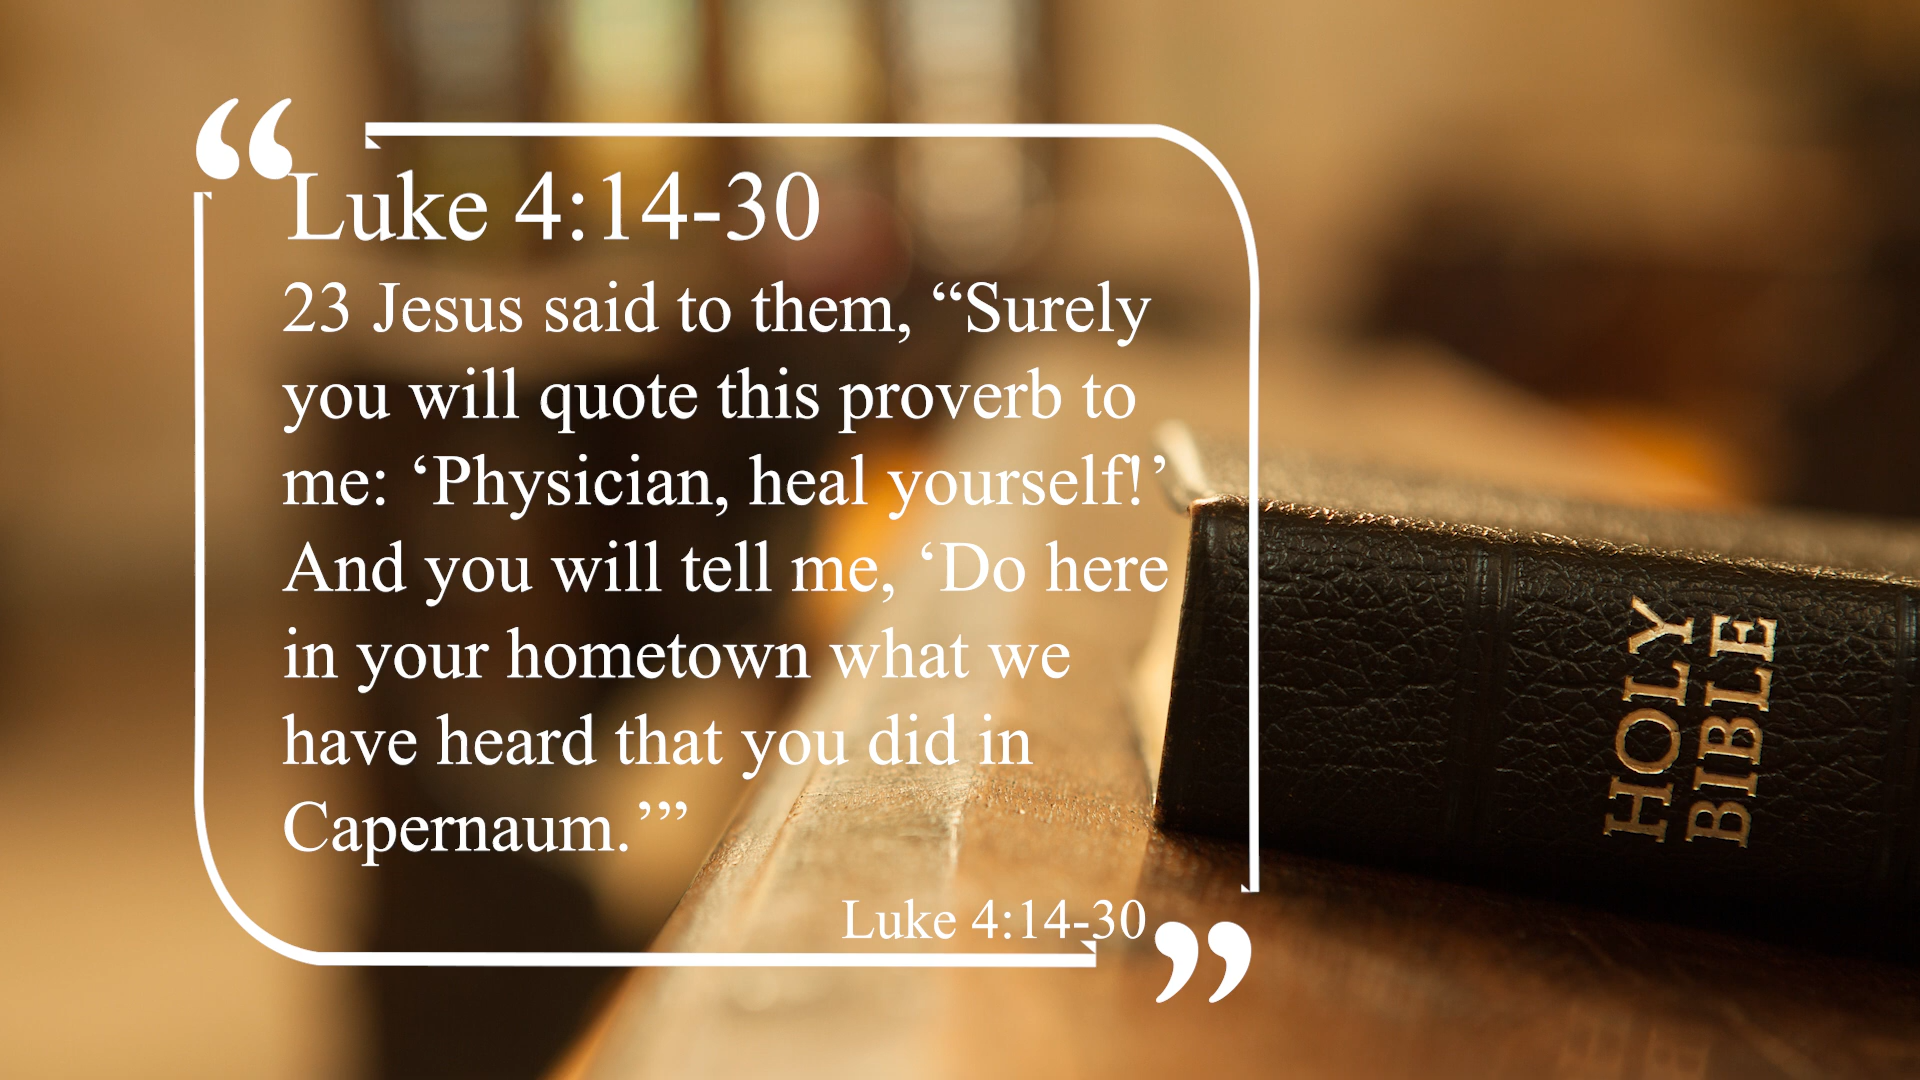 “
Luke 4:14-30
23 Jesus said to them, “Surely
you will quote this proverb to
me: ‘Physician, heal yourself!’
And you will tell me, ‘Do here
in your hometown what we
have heard that you did in
Capernaum.’”
Luke 4:14-30
”
HOLY
BIBLE